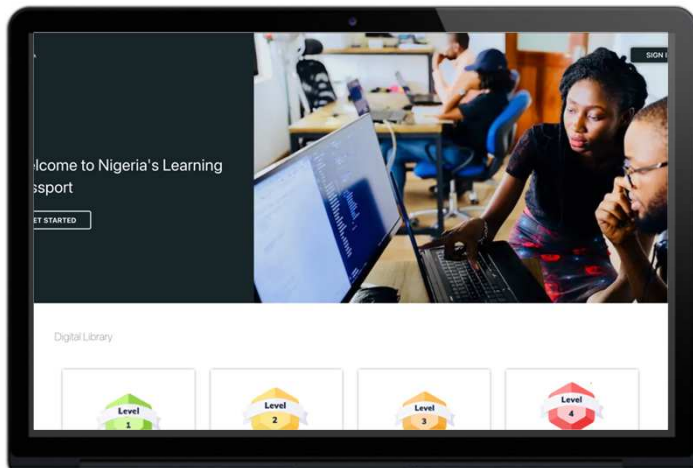 SIGN I
elcome to Nigeria's Learning
ssport
ET STARTED
Digital Library
Level
1
Level
2
Level
3
Level
4